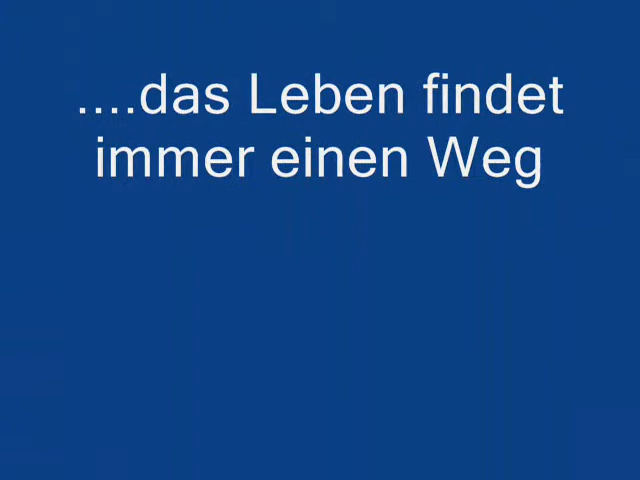 ....das Leben findet
immer einen Weg